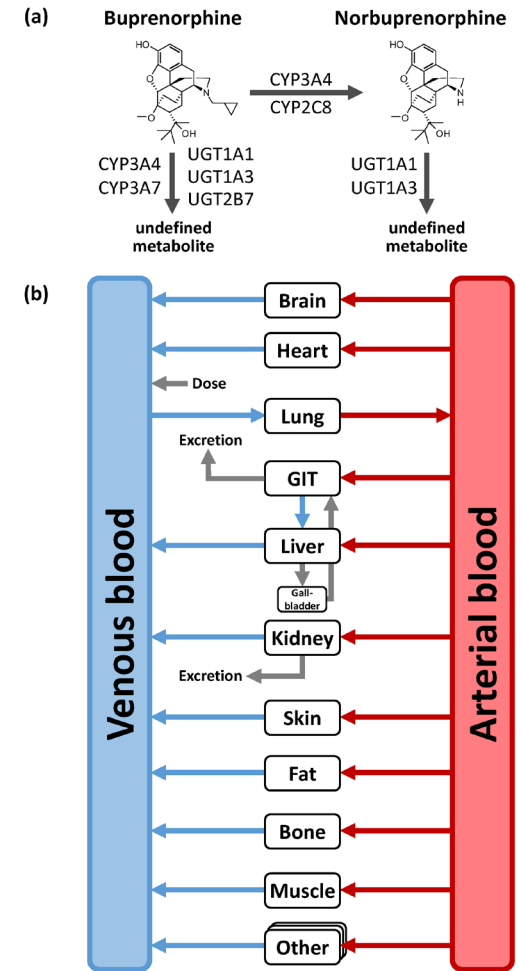 (a)
Buprenorphine
Norbuprenorphine
HO
O
N
O
OH
CYP3A4
CYP2C8
HO
O
N
H
O
OH
CYP3A4
CYP3A7
UGT1A1
UGT1A3
UGT2B7
UGT1A1
UGT1A3
undefined
metabolite
undefined
metabolite
(b)
Venous blood
Arterial blood
Brain
Heart
Dose
Lung
Excretion
GIT
Liver
Gall-
bladder
Kidney
Excretion
Skin
Fat
Bone
Muscle
Other